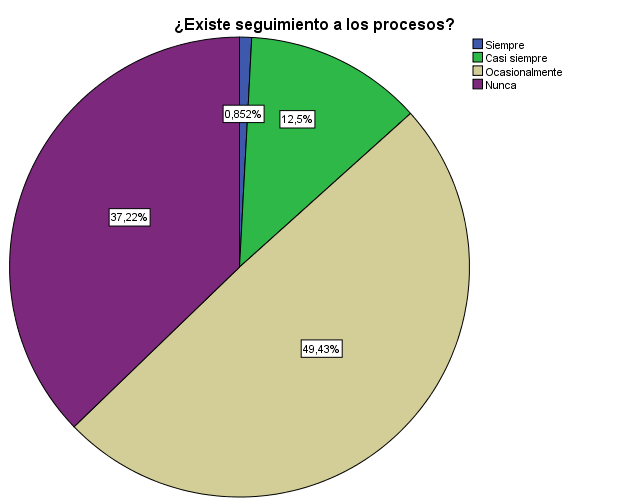 ¿Existe seguimiento a los procesos?
Siempre
Casi siempre
Ocasionalmente
Nunca
0,852%
12,5%
37,22%
49,43%